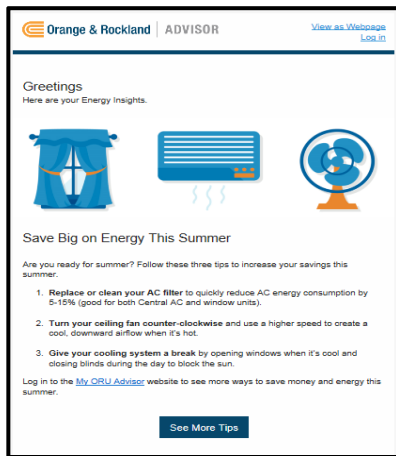 Orange & Rockland | ADVISOR
View as Webpage
Log in
Greetings
Here are your Energy Insights.
Save Big on Energy This Summer
Are you ready for summer? Follow these three tips to increase your savings this
summer.
1. Replace or clean your AC filter to quickly reduce AC energy consumption by
5-15% (good for both Central AC and window units).
2. Turn your ceiling fan counter-clockwise and use a higher speed to create a
cool, downward airflow when it's hot.
3. Give your cooling system a break by opening windows when it's cool and
closing blinds during the day to block the sun.
Log in to the My ORU Advisor website to see more ways to save money and energy this
summer.
See More Tips